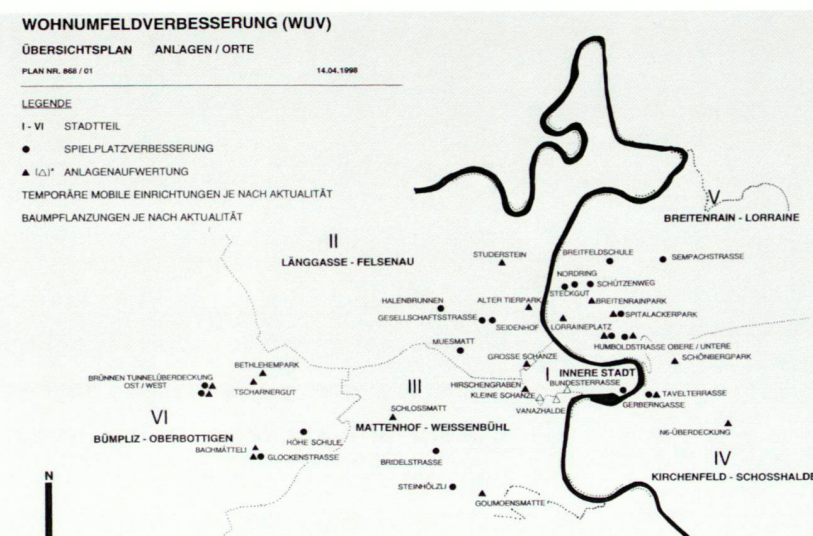 WOHNUMFELDVERBESSERUNG (WUV)
ÜBERSICHTSPLAN ANLAGEN / ORTE
PLAN NR. 868 / 01 14.04.1998
LEGENDE
I - VI STADTTEIL
● SPIELPLATZVERBESSERUNG
▲ (△)* ANLAGENAUFWERTUNG
TEMPORÄRE MOBILE EINRICHTUNGEN JE NACH AKTUALITÄT
BAUMPFLANZUNGEN JE NACH AKTUALITÄT
V
BREITENRAIN - LORRAINE
II
LÄNGGASSE - FELSENAU
STUDERSTEIN
BREITFELDSCHULE
SEMPACHSTRASSE
NORDRING
SCHÜTZENWEG
STECKGUT
BREITENRAINPARK
HALENBRUNNEN
ALTER TIERPARK
SPITALACKERPARK
GESELLSCHAFTSSTRASSE
SEIDENHOF
LORRAINEPLATZ
HUMBOLDTSTRASSE OBERE / UNTERE
MUESMATT
GROSSE SCHANZE
SCHÖNBERGPARK
BETHLEHEMPARK
I INNERE STADT
BRÜNNEN TUNNELÜBERDECKUNG
OST / WEST
TSCHARNERGUT
III
HIRSCHENGRABEN
BUNDESTERRASSE
KLEINE SCHANZE
TAVELTERRASSE
GERBERNGASSE
VANAZHALDE
SCHLOSSMATT
VI
MATTENHOF - WEISSENBÜHL
N6-ÜBERDECKUNG
BÜMPLIZ - OBERBOTTIGEN
HÖHE SCHULE
BACHMÄTTELI
GLOCKENSTRASSE
BRIDELSTRASSE
IV
KIRCHENFELD - SCHOSSHALDE
N
STEINHÖLZLI
GOUMOENSMATTE